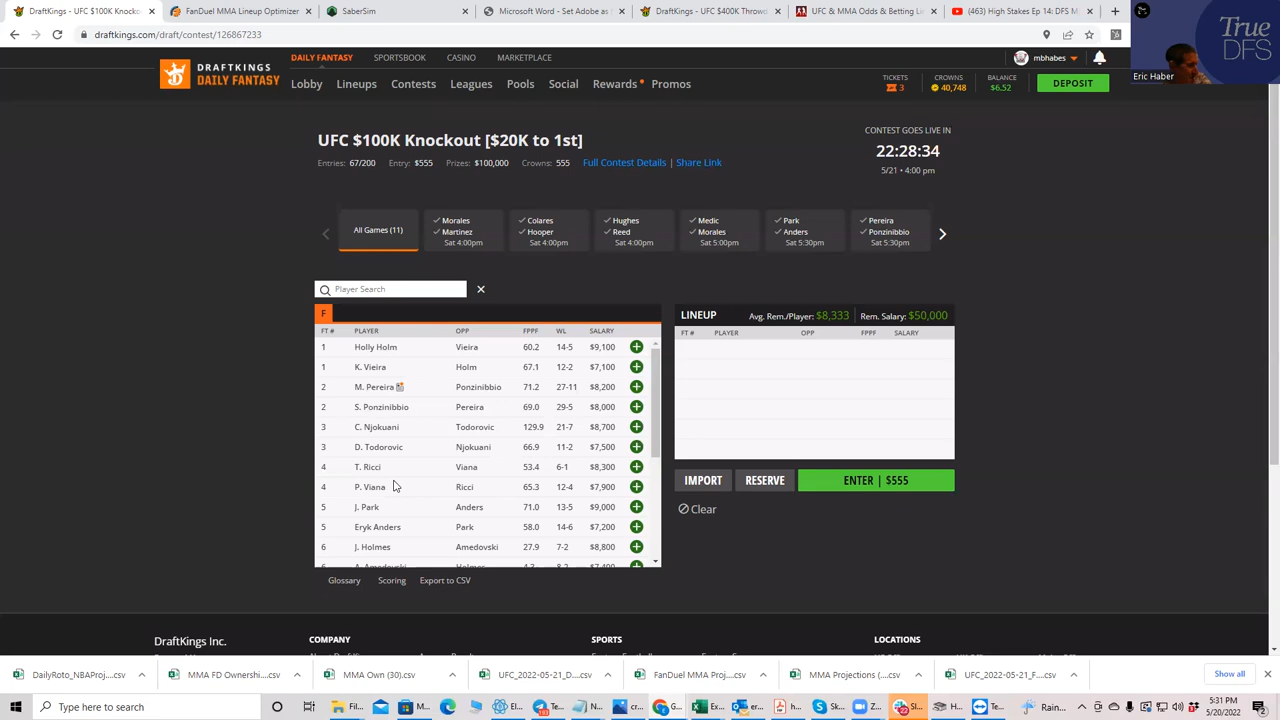 DraftKings - UFC $100K Knocko
FanDuel MMA Lineup Optimizer
SaberSim
Microsoft Word - Set Adobe as
DraftKings - UFC $400K Throwd
UFC & MMA Odds & Betting Li
(463) High Stakes Ep 14: DFS M
draftkings.com/draft/contest/126867233
True DFS
Eric Haber
DAILY FANTASY SPORTSBOOK CASINO MARKETPLACE
mbhabes
DRAFTKINGS
DAILY FANTASY
Lobby Lineups Contests Leagues Pools Social Rewards Promos
TICKETS 3
CROWNS 40,748
BALANCE $6.52
DEPOSIT
UFC $100K Knockout [$20K to 1st]
Entries: 67/200 Entry: $555 Prizes: $100,000 Crowns: 555 Full Contest Details | Share Link
CONTEST GOES LIVE IN
22:28:34
5/21 • 4:00 pm
All Games (11)
Morales
Martinez
Sat 4:00pm
Colares
Hooper
Sat 4:00pm
Hughes
Reed
Sat 4:00pm
Medic
Morales
Sat 5:00pm
Park
Anders
Sat 5:30pm
Pereira
Ponzinibbio
Sat 5:30pm
Player Search
F
FT # PLAYER OPP FPPF WL SALARY
1 Holly Holm Vieira 60.2 14-5 $9,100
1 K. Vieira Holm 67.1 12-2 $7,100
2 M. Pereira Ponzinibbio 71.2 27-11 $8,200
2 S. Ponzinibbio Pereira 69.0 29-5 $8,000
3 C. Njokuani Todorovic 129.9 21-7 $8,700
3 D. Todorovic Njokuani 66.9 11-2 $7,500
4 T. Ricci Viana 53.4 6-1 $8,300
4 P. Viana Ricci 65.3 12-4 $7,900
5 J. Park Anders 71.0 13-5 $9,000
5 Eryk Anders Park 58.0 14-6 $7,200
6 J. Holmes Amedovski 27.9 7-2 $8,800
6 A. Amedovski Holmes 4.3 8-2 $7,400
LINEUP Avg. Rem./Player: $8,333 Rem. Salary: $50,000
FT # PLAYER OPP FPPF SALARY
IMPORT RESERVE ENTER | $555
Clear
Glossary Scoring Export to CSV
DraftKings Inc.
COMPANY
SPORTS
LOCATIONS
DailyRoto_NBAProj....csv
MMA FD Ownershi....csv
MMA Own (30).csv
UFC_2022-05-21_D....csv
FanDuel MMA Proj....csv
MMA Projections (....csv
UFC_2022-05-21_F....csv
Show all
Type here to search
5:31 PM
5/20/2022